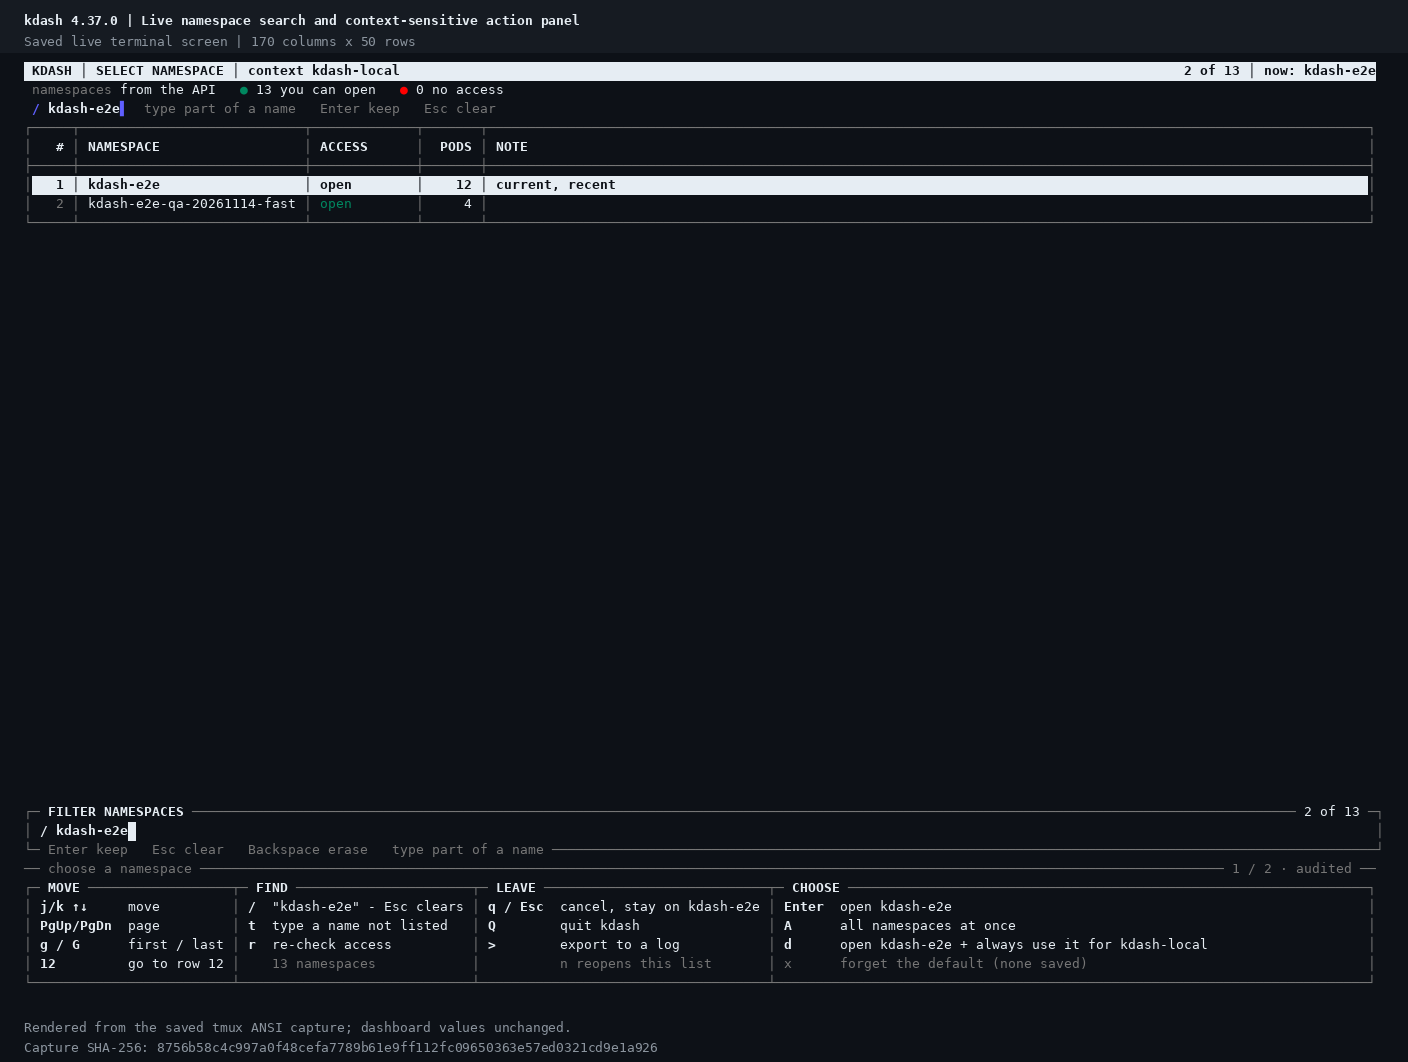 kdash 4.37.0 | Live namespace search and context-sensitive action panel
Saved live terminal screen | 170 columns x 50 rows
KDASH │ SELECT NAMESPACE │ context kdash-local 2 of 13 │ now: kdash-e2e
namespaces from the API ● 13 you can open ● 0 no access
/ kdash-e2e type part of a name Enter keep Esc clear
# │ NAMESPACE │ ACCESS │ PODS │ NOTE
1 │ kdash-e2e │ open │ 12 │ current, recent
2 │ kdash-e2e-qa-20261114-fast │ open │ 4 │
FILTER NAMESPACES 2 of 13
/ kdash-e2e
Enter keep Esc clear Backspace erase type part of a name
choose a namespace 1 / 2 · audited
MOVE FIND LEAVE CHOOSE
j/k ↑↓ move │ / "kdash-e2e" - Esc clears │ q / Esc cancel, stay on kdash-e2e │ Enter open kdash-e2e
PgUp/PgDn page │ t type a name not listed │ Q quit kdash │ A all namespaces at once
g / G first / last │ r re-check access │ > export to a log │ d open kdash-e2e + always use it for kdash-local
12 go to row 12 │ 13 namespaces │ n reopens this list │ x forget the default (none saved)
Rendered from the saved tmux ANSI capture; dashboard values unchanged.
Capture SHA-256: 8756b58c4c997a0f48cefa7789b61e9ff112fc09650363e57ed0321cd9e1a926